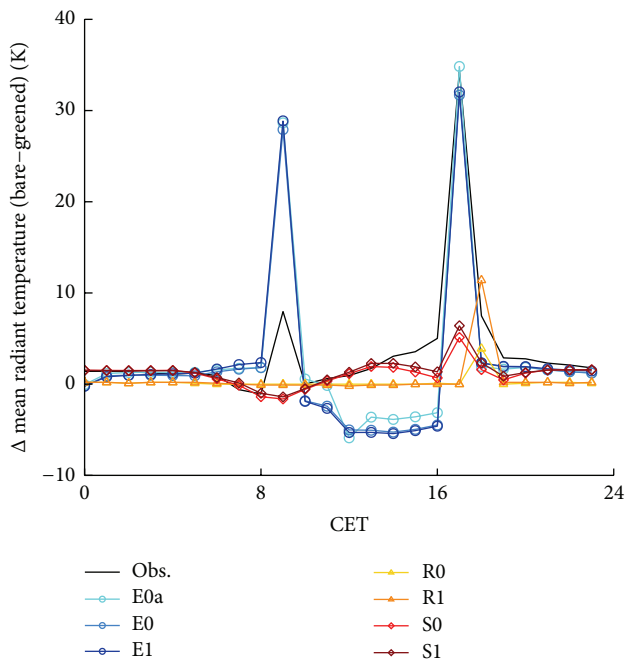 Δ mean radiant temperature (bare−greened) (K)
40
30
20
10
0
−10
0
8
16
24
CET
Obs.
E0a
E0
E1
R0
R1
S0
S1